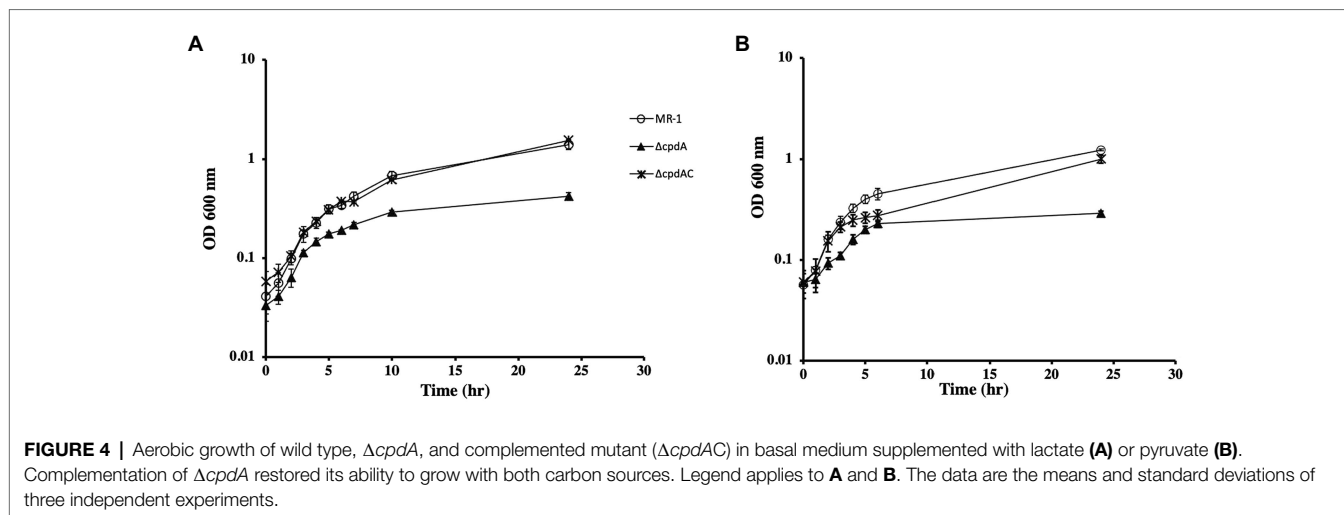 A
B
10
1
0.1
0.01
OD 600 nm
0
5
10
15
20
25
30
Time (hr)
MR-1
ΔcpdA
ΔcpdAC
10
1
0.1
0.01
OD 600 nm
0
5
10
15
20
25
30
Time (hr)
FIGURE 4 | Aerobic growth of wild type, ΔcpdA, and complemented mutant (ΔcpdAC) in basal medium supplemented with lactate (A) or pyruvate (B).
Complementation of ΔcpdA restored its ability to grow with both carbon sources. Legend applies to A and B. The data are the means and standard deviations of
three independent experiments.